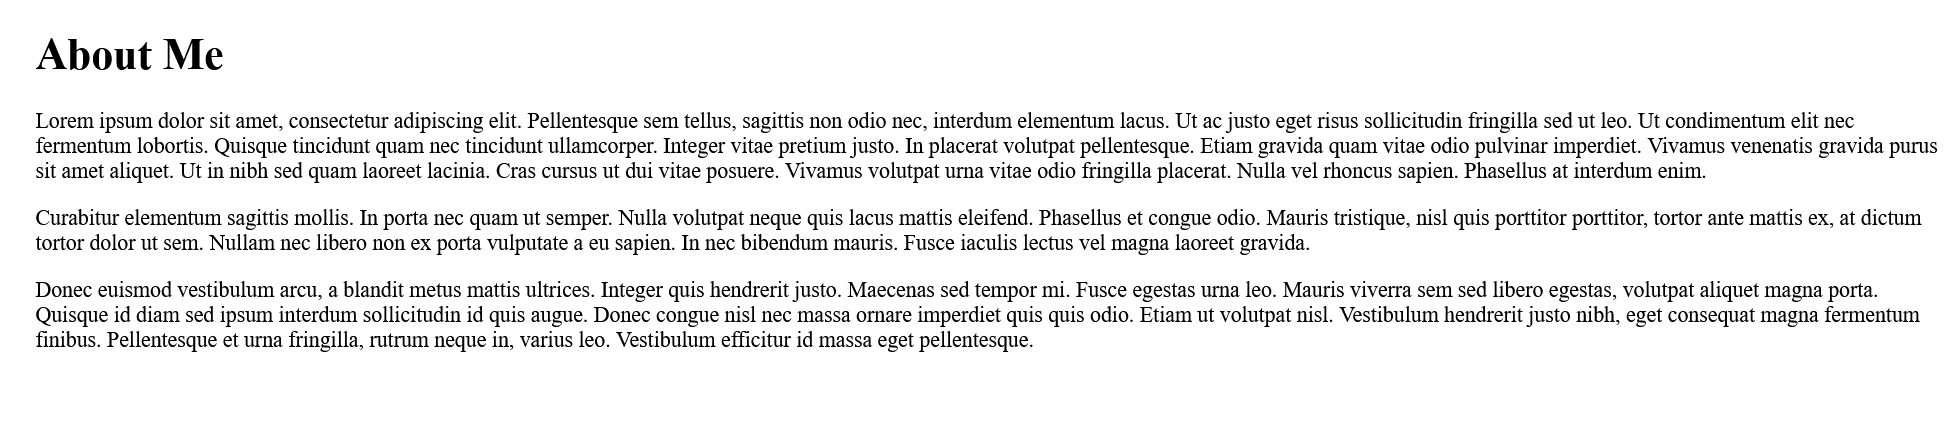 About Me
Lorem ipsum dolor sit amet, consectetur adipiscing elit. Pellentesque sem tellus, sagittis non odio nec, interdum elementum lacus. Ut ac justo eget risus sollicitudin fringilla sed ut leo. Ut condimentum elit nec
fermentum lobortis. Quisque tincidunt quam nec tincidunt ullamcorper. Integer vitae pretium justo. In placerat volutpat pellentesque. Etiam gravida quam vitae odio pulvinar imperdiet. Vivamus venenatis gravida purus
sit amet aliquet. Ut in nibh sed quam laoreet lacinia. Cras cursus ut dui vitae posuere. Vivamus volutpat urna vitae odio fringilla placerat. Nulla vel rhoncus sapien. Phasellus at interdum enim.
Curabitur elementum sagittis mollis. In porta nec quam ut semper. Nulla volutpat neque quis lacus mattis eleifend. Phasellus et congue odio. Mauris tristique, nisl quis porttitor porttitor, tortor ante mattis ex, at dictum
tortor dolor ut sem. Nullam nec libero non ex porta vulputate a eu sapien. In nec bibendum mauris. Fusce iaculis lectus vel magna laoreet gravida.
Donec euismod vestibulum arcu, a blandit metus mattis ultrices. Integer quis hendrerit justo. Maecenas sed tempor mi. Fusce egestas urna leo. Mauris viverra sem sed libero egestas, volutpat aliquet magna porta.
Quisque id diam sed ipsum interdum sollicitudin id quis augue. Donec congue nisl nec massa ornare imperdiet quis quis odio. Etiam ut volutpat nisl. Vestibulum hendrerit justo nibh, eget consequat magna fermentum
finibus. Pellentesque et urna fringilla, rutrum neque in, varius leo. Vestibulum efficitur id massa eget pellentesque.